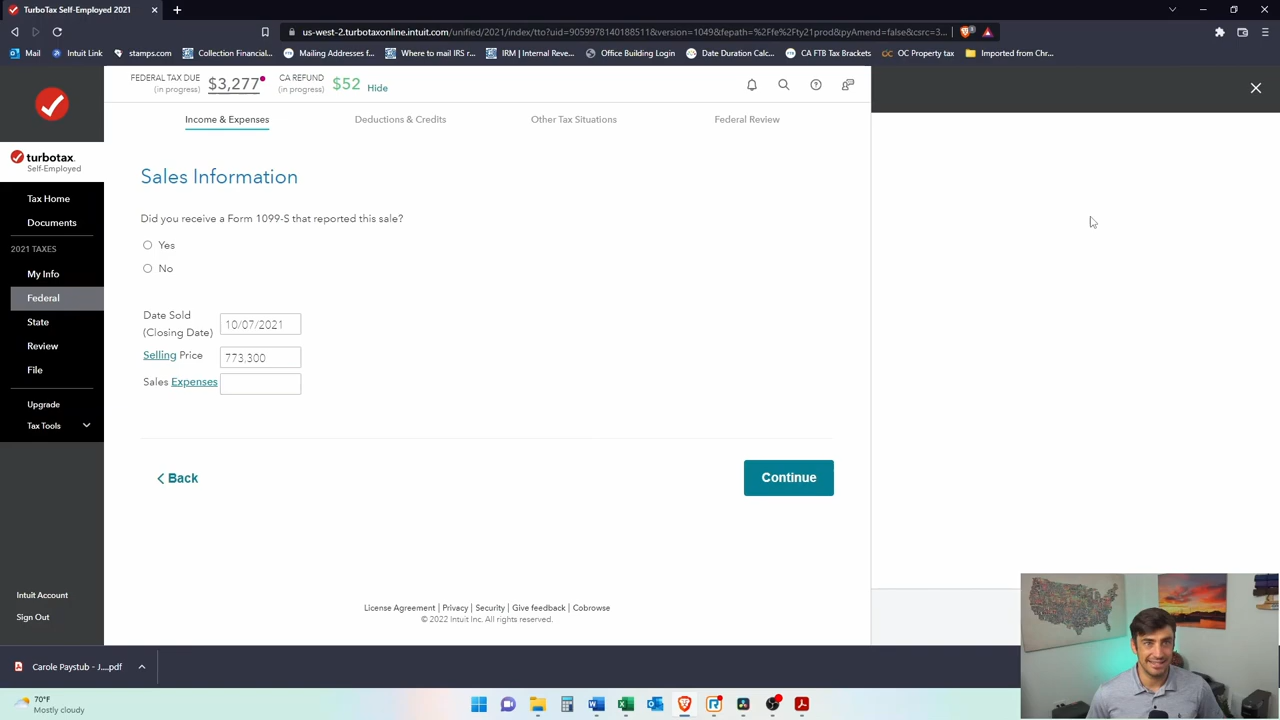 TurboTax Self-Employed 2021
us-west-2.turbotaxonline.intuit.com/unified/2021/index/tto?uid=9059978140188511&version=1049&fepath=%2Ffe%2Fty21prod&pyAmend=false&csrc=3...
Mail
Intuit Link
stamps.com
Collection Financial...
Mailing Addresses f...
Where to mail IRS r...
IRM | Internal Reve...
Office Building Login
Date Duration Calc...
CA FTB Tax Brackets
OC Property tax
Imported from Chr...
FEDERAL TAX DUE
(in progress)
$3,277
CA REFUND
(in progress)
$52
Hide
turbotax
Self-Employed
Tax Home
Documents
2021 TAXES
My Info
Federal
State
Review
File
Upgrade
Tax Tools
Intuit Account
Sign Out
Income & Expenses
Deductions & Credits
Other Tax Situations
Federal Review
Sales Information
Did you receive a Form 1099-S that reported this sale?
Yes
No
Date Sold
(Closing Date)
10/07/2021
Selling Price
773,300
Sales Expenses
Back
Continue
License Agreement | Privacy | Security | Give feedback | Cobrowse
© 2022 Intuit Inc. All rights reserved.
Carole Paystub - J....pdf
70°F
Mostly cloudy